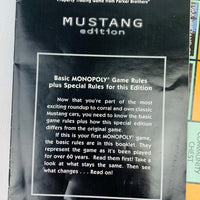 Property Trading Game from Parker Brothers®
MUSTANG
edition
Basic MONOPOLY® Game Rules
plus Special Rules for this Edition
Now that you're part of the most
exciting roundup to corral and own classic
Mustang cars, you need to know the basic
game rules plus how this special edition
differs from the original game.
If this is your first MONOPOLY® game,
the basic rules are in this booklet. They
represent the game as it's been played
for over 60 years. Read them first! Take a
look at what stays the same. Then see
what changes . . . Read on!
COMMUNITY
CHEST